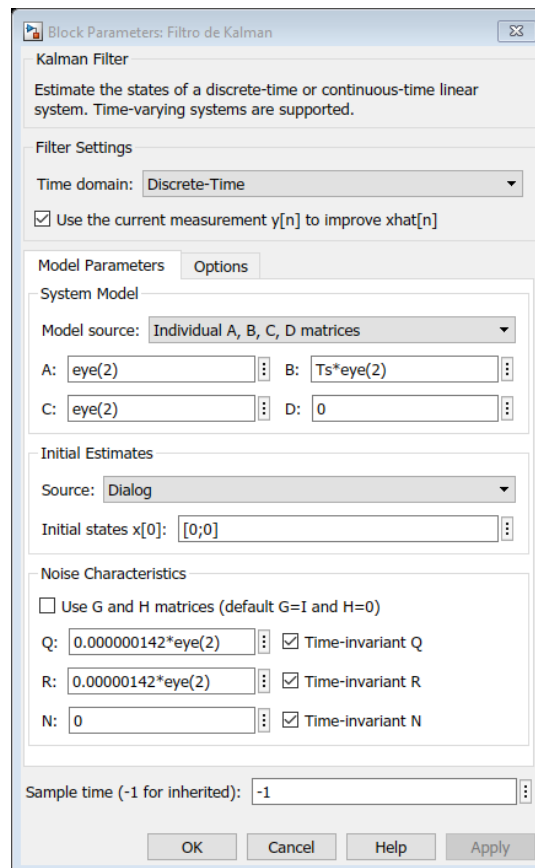 Block Parameters: Filtro de Kalman
Kalman Filter
Estimate the states of a discrete-time or continuous-time linear
system. Time-varying systems are supported.
Filter Settings
Time domain: Discrete-Time
Use the current measurement y[n] to improve xhat[n]
Model Parameters Options
System Model
Model source: Individual A, B, C, D matrices
A: eye(2) B: Ts*eye(2)
C: eye(2) D: 0
Initial Estimates
Source: Dialog
Initial states x[0]: [0;0]
Noise Characteristics
Use G and H matrices (default G=I and H=0)
Q: 0.000000142*eye(2) Time-invariant Q
R: 0.00000142*eye(2) Time-invariant R
N: 0 Time-invariant N
Sample time (-1 for inherited): -1
OK Cancel Help Apply